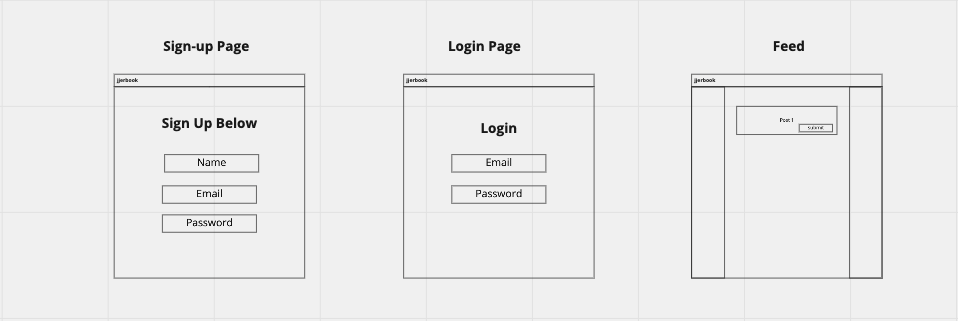 Sign-up Page
jjerbook
Sign Up Below
Name
Email
Password
Login Page
jjerbook
Login
Email
Password
Feed
jjerbook
Post 1
submit